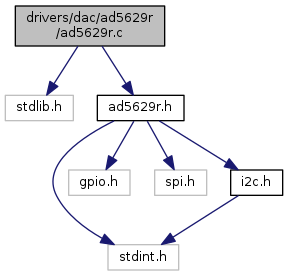 drivers/dac/ad5629r
/ad5629r.c
stdlib.h
ad5629r.h
gpio.h
spi.h
i2c.h
stdint.h